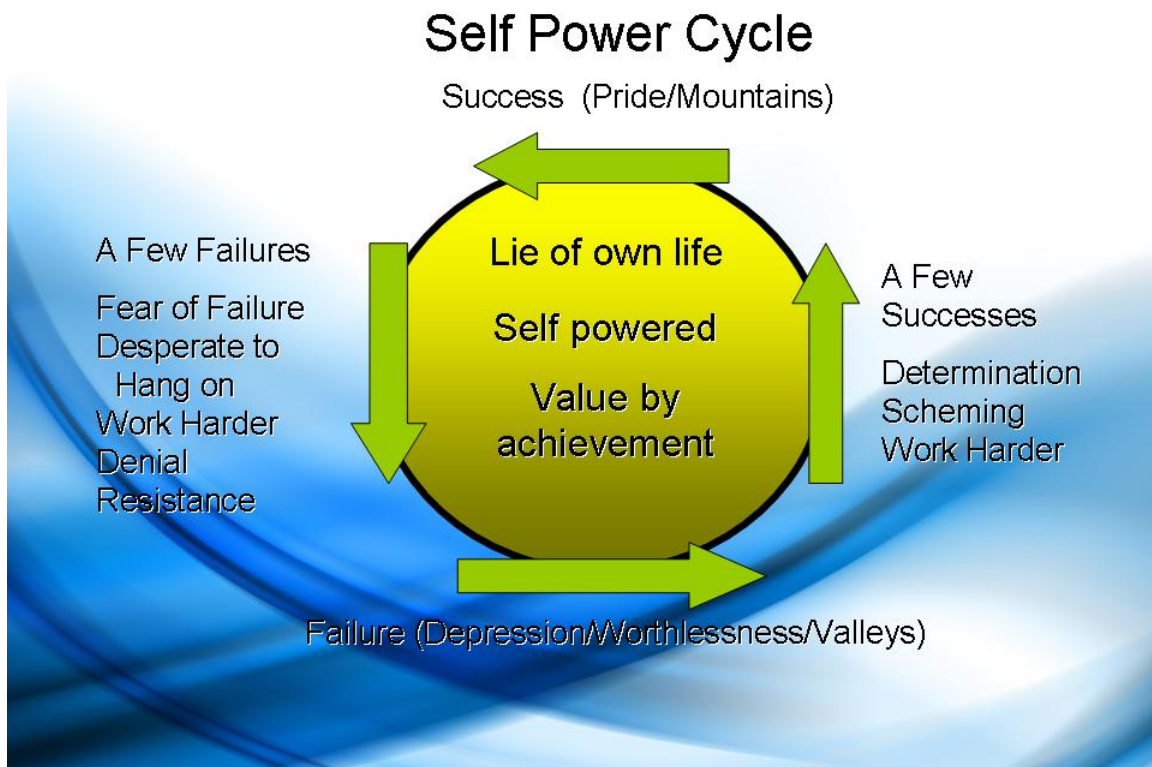 Self Power Cycle
Success (Pride/Mountains)
A Few Failures
Fear of Failure
Desperate to
Hang on
Work Harder
Denial
Resistance
Lie of own life
Self powered
Value by
achievement
A Few
Successes
Determination
Scheming
Work Harder
Failure (Depression/Worthlessness/Valleys)